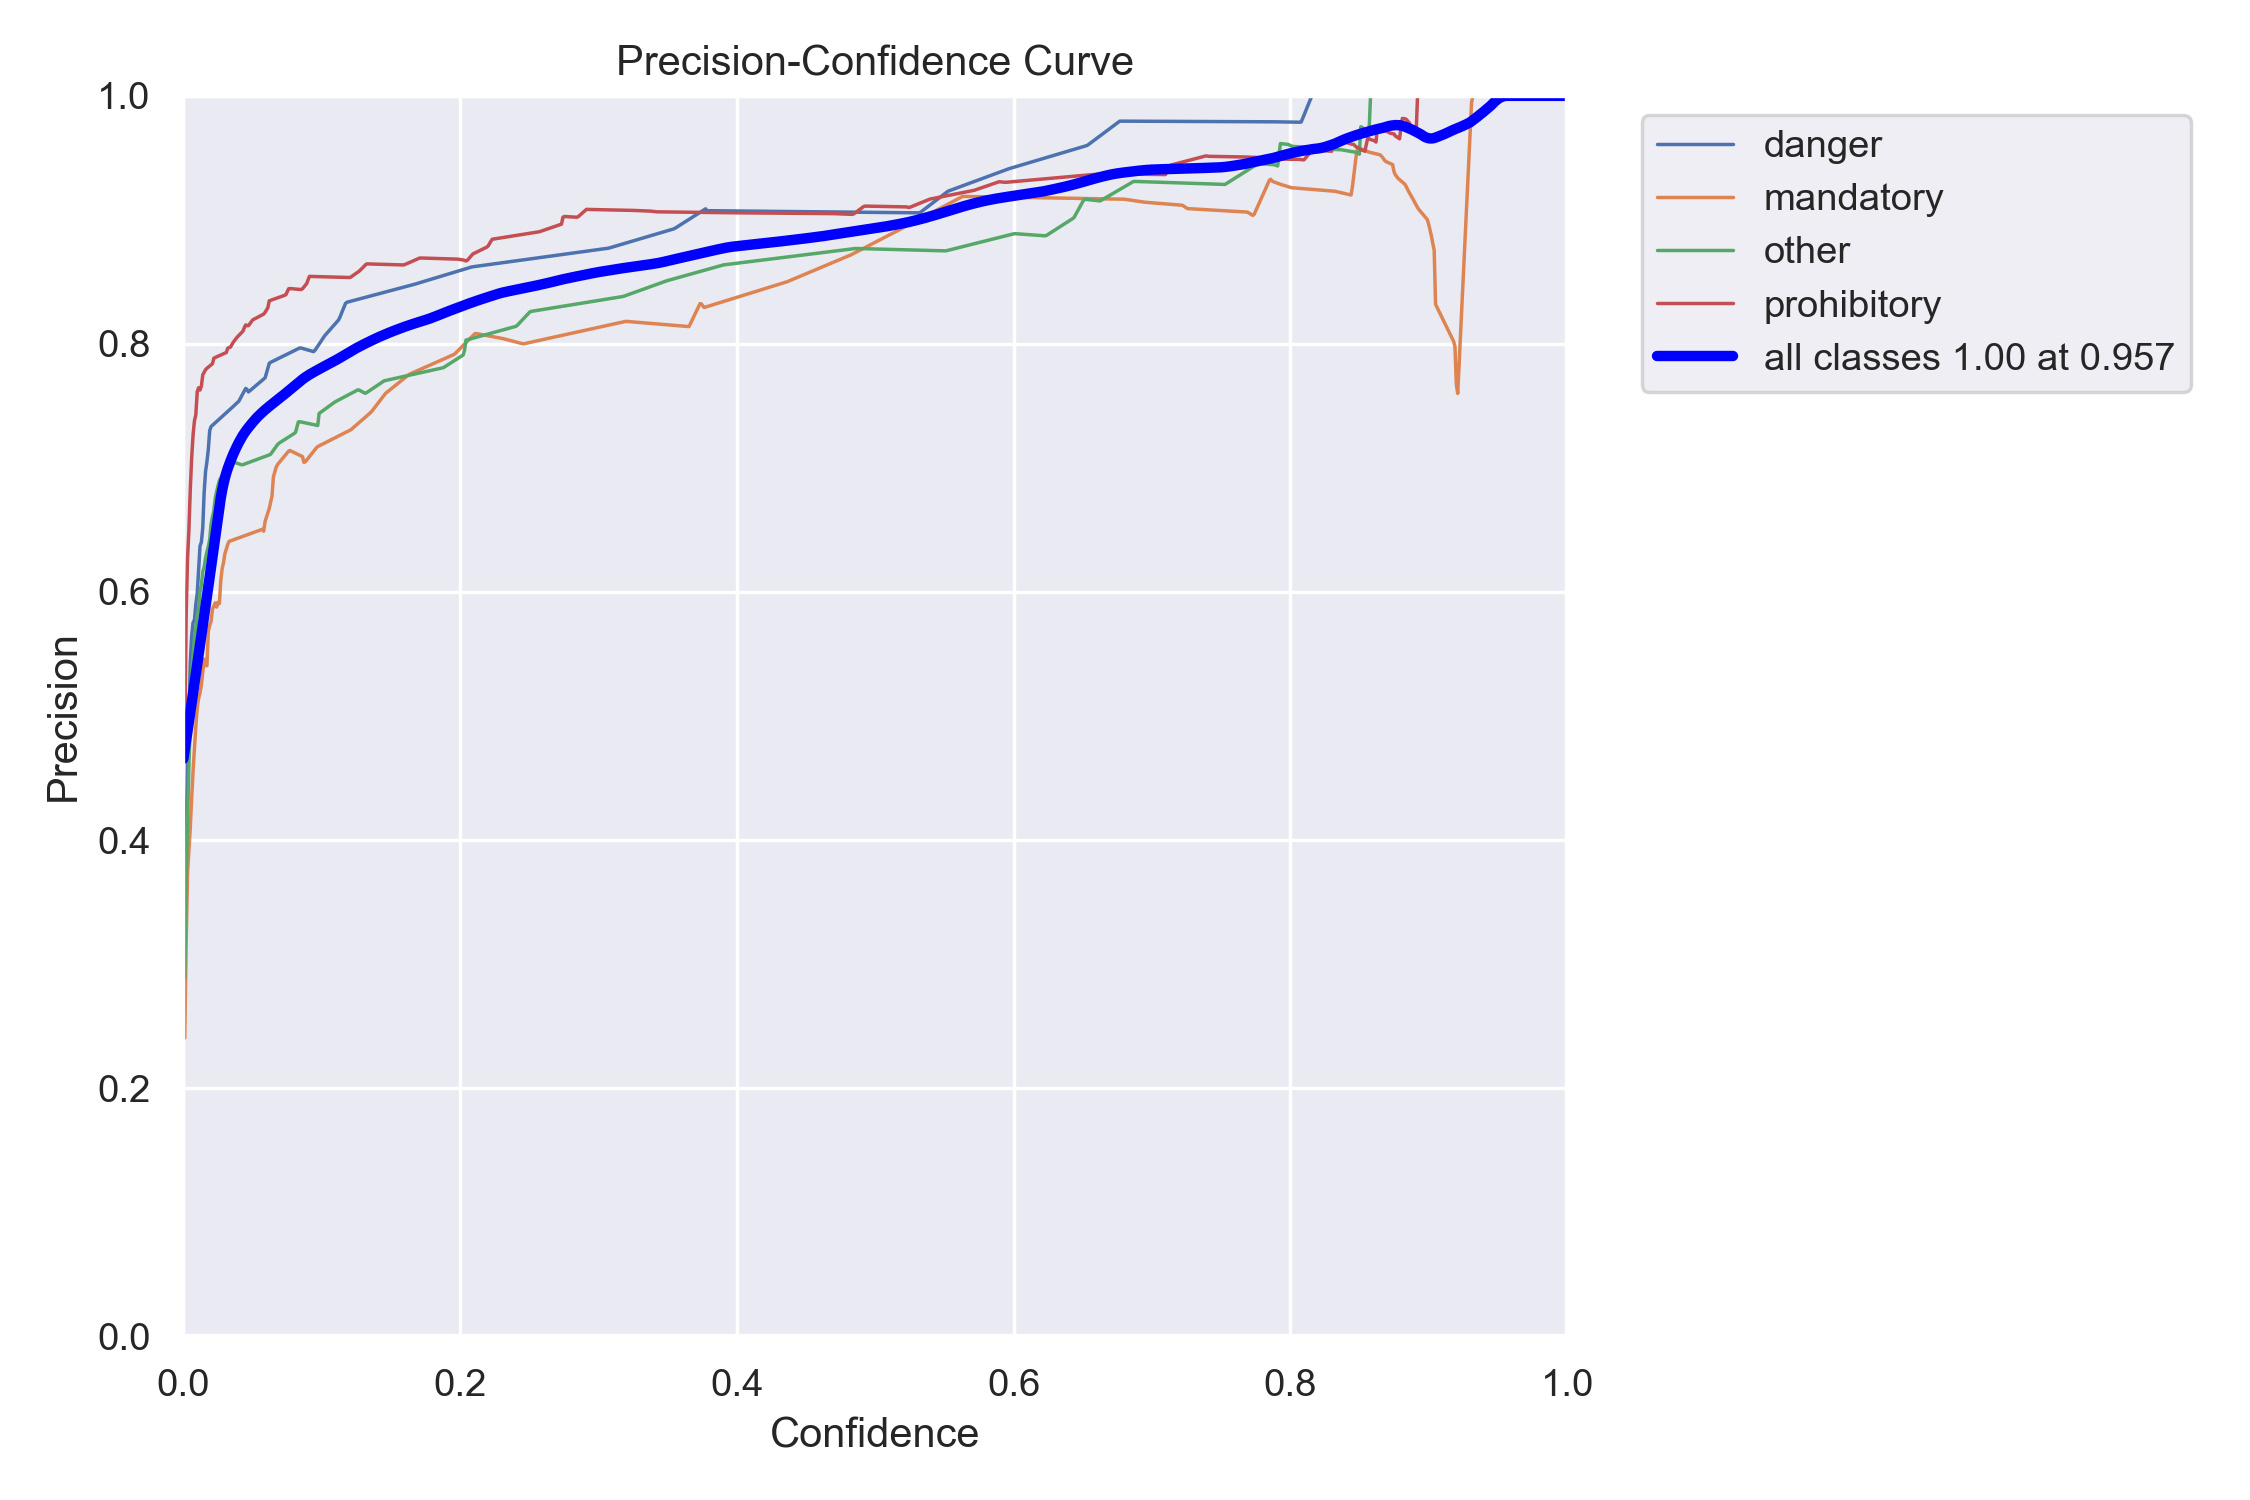 Precision-Confidence Curve
1.0
0.8
0.6
0.4
0.2
0.0
Precision
0.0 0.2 0.4 0.6 0.8 1.0
Confidence
danger
mandatory
other
prohibitory
all classes 1.00 at 0.957